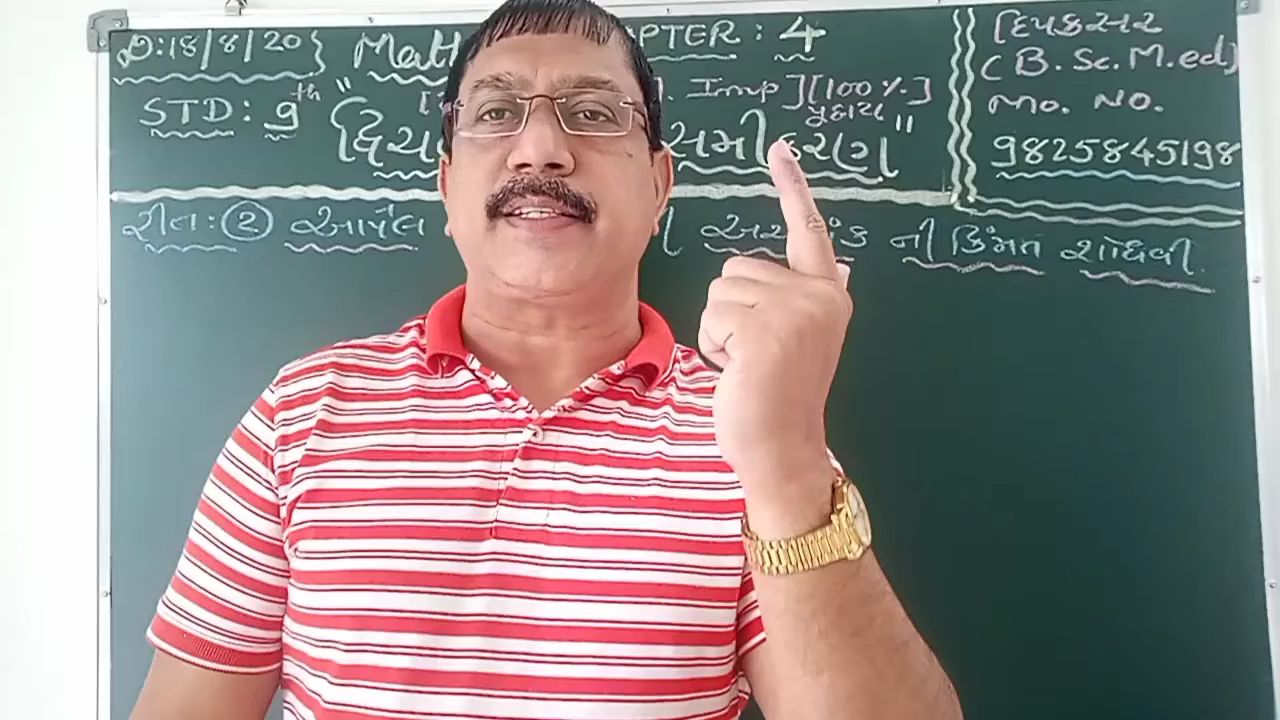 D:18/8/20
Math PTER : 4
STD: 9th
. Imp ] [100 %]
" સમીકરણ "
રીત: ② આપેલ ની કિંમત શોધવી.
દિપકસર
(B. Sc. M.ed)
Mo. No.
9825845198